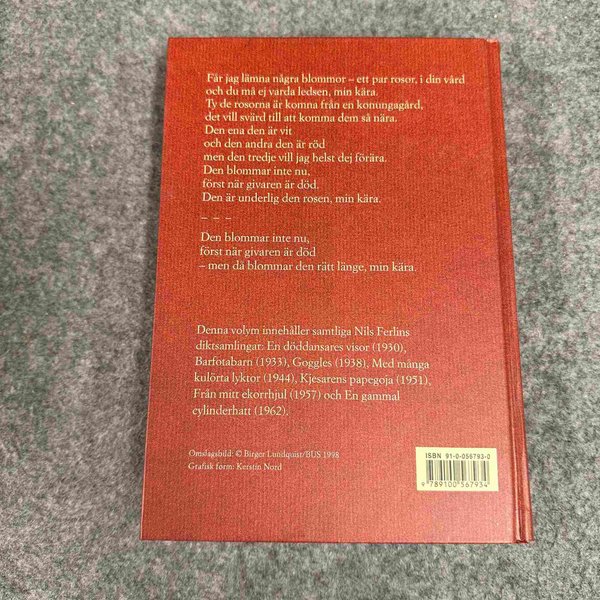 Får jag lämna några blommor – ett par rosor, i din vård
och du må ej varda ledsen, min kära.
Ty de rosorna är komna från en konungagård,
det vill svärd till att komma dem så nära.
Den ena den är vit
och den andra den är röd
men den tredje vill jag helst dej förära.
Den blommar inte nu,
först när givaren är död.
Den är underlig den rosen, min kära.
– – –
Den blommar inte nu,
först när givaren är död
– men då blommar den rätt länge, min kära.
Denna volym innehåller samtliga Nils Ferlins
diktsamlingar: En döddansares visor (1930),
Barfotabarn (1933), Goggles (1938), Med många
kulörta lyktor (1944), Kejsarens papegoja (1951),
Från mitt ekorrhjul (1957) och En gammal
cylinderhatt (1962).
Omslagsbild: © Birger Lundquist/BUS 1998
Grafisk form: Kerstin Nord
ISBN 91-0-056793-0
9 789100 567934